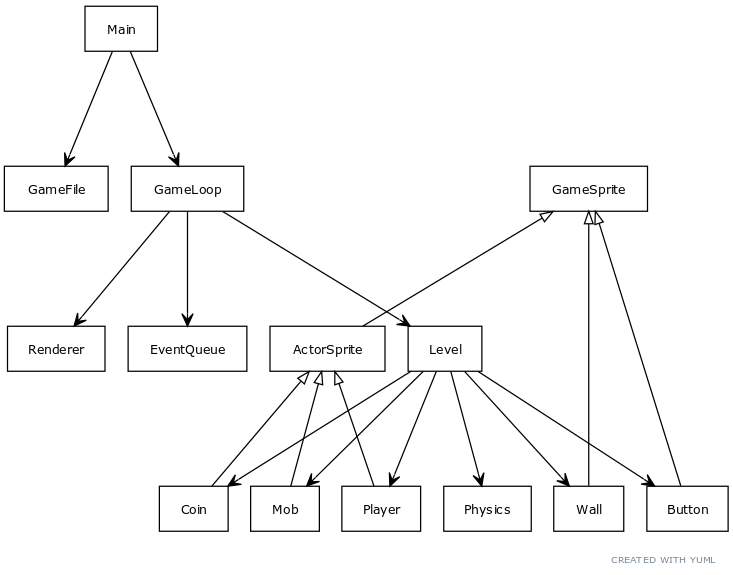 Main
GameFile
GameLoop
GameSprite
Renderer
EventQueue
ActorSprite
Level
Coin
Mob
Player
Physics
Wall
Button
CREATED WITH YUML